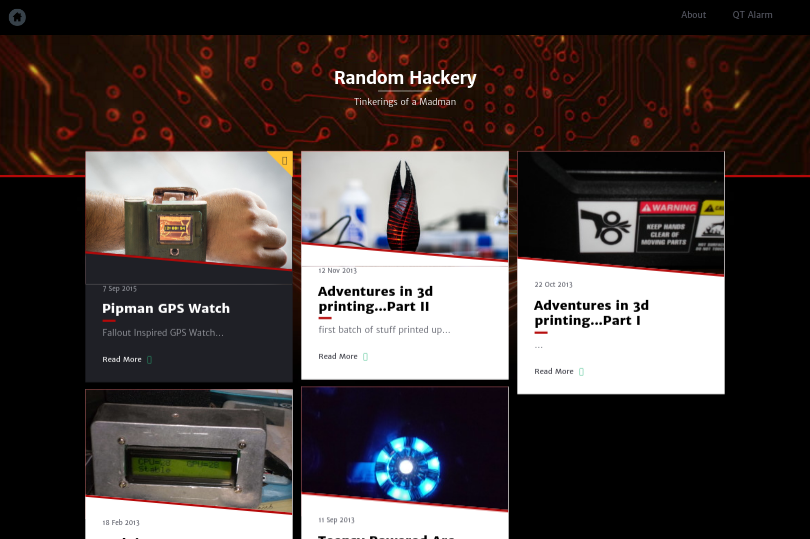 About
QT Alarm
Random Hackery
Tinkerings of a Madman
7 Sep 2015
Pipman GPS Watch
Fallout Inspired GPS Watch...
Read More
12 Nov 2013
Adventures in 3d
printing...Part II
first batch of stuff printed up...
Read More
WARNING
KEEP HANDS
CLEAR OF
MOVING PARTS
22 Oct 2013
Adventures in 3d
printing...Part I
...
Read More
Stable
18 Feb 2013
11 Sep 2013